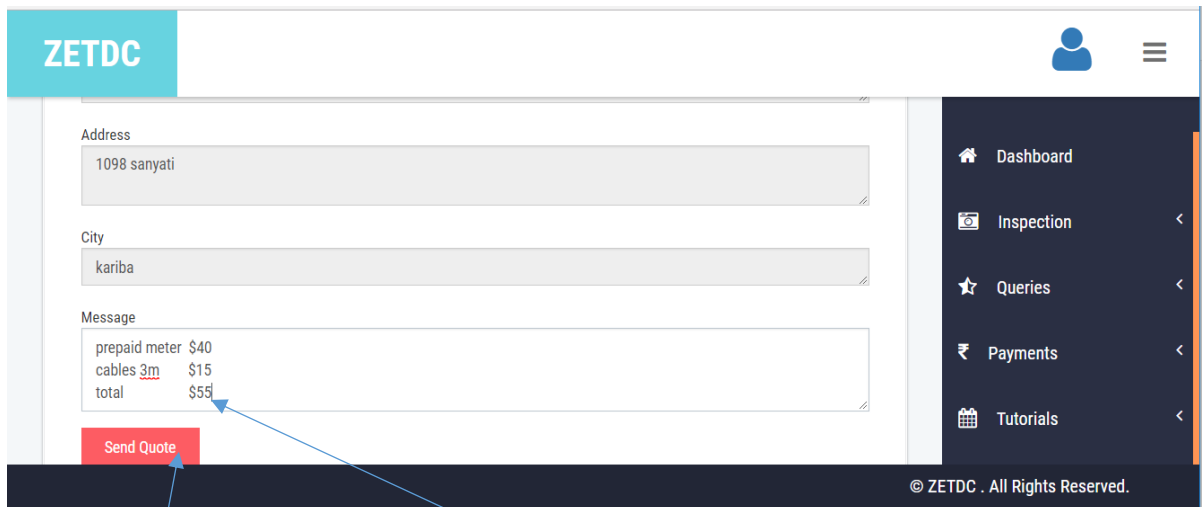 ZETDC
Address
1098 sanyati
City
kariba
Message
prepaid meter $40
cables 3m $15
total $55
Send Quote
Dashboard
Inspection
Queries
₹ Payments
Tutorials
© ZETDC . All Rights Reserved.